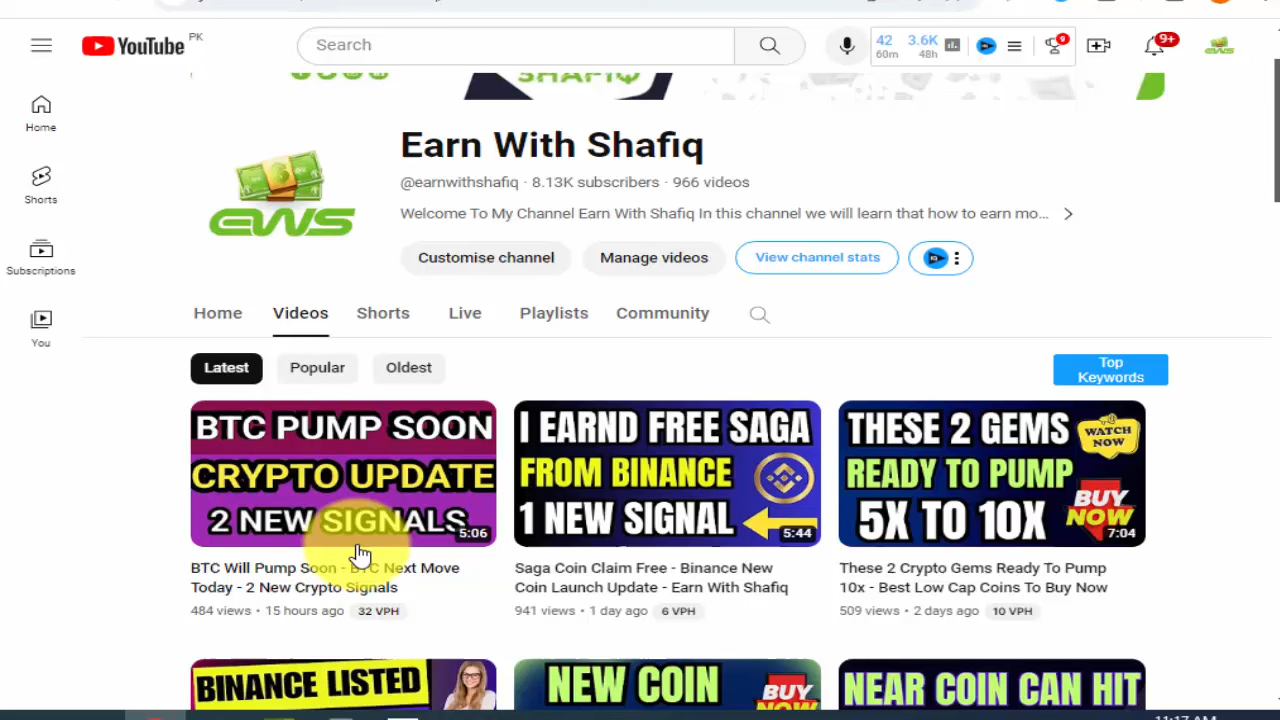 YouTube PK
Search
42
60m
3.6K
48h
9
9+
SHAFIQ
Home
Shorts
Subscriptions
You
EWS
Earn With Shafiq
@earnwithshafiq · 8.13K subscribers · 966 videos
Welcome To My Channel Earn With Shafiq In this channel we will learn that how to earn mo...
Customise channel
Manage videos
View channel stats
Home
Videos
Shorts
Live
Playlists
Community
Latest
Popular
Oldest
Top
Keywords
BTC PUMP SOON
CRYPTO UPDATE
2 NEW SIGNALS
5:06
BTC Will Pump Soon - BTC Next Move
Today - 2 New Crypto Signals
484 views · 15 hours ago
32 VPH
I EARND FREE SAGA
FROM BINANCE
1 NEW SIGNAL
5:44
Saga Coin Claim Free - Binance New
Coin Launch Update - Earn With Shafiq
941 views · 1 day ago
6 VPH
THESE 2 GEMS
WATCH
NOW
READY TO PUMP
5X TO 10X
BUY
NOW
7:04
These 2 Crypto Gems Ready To Pump
10x - Best Low Cap Coins To Buy Now
509 views · 2 days ago
10 VPH
BINANCE LISTED
NEW COIN
BUY
NOW
NEAR COIN CAN HIT
11:17 AM